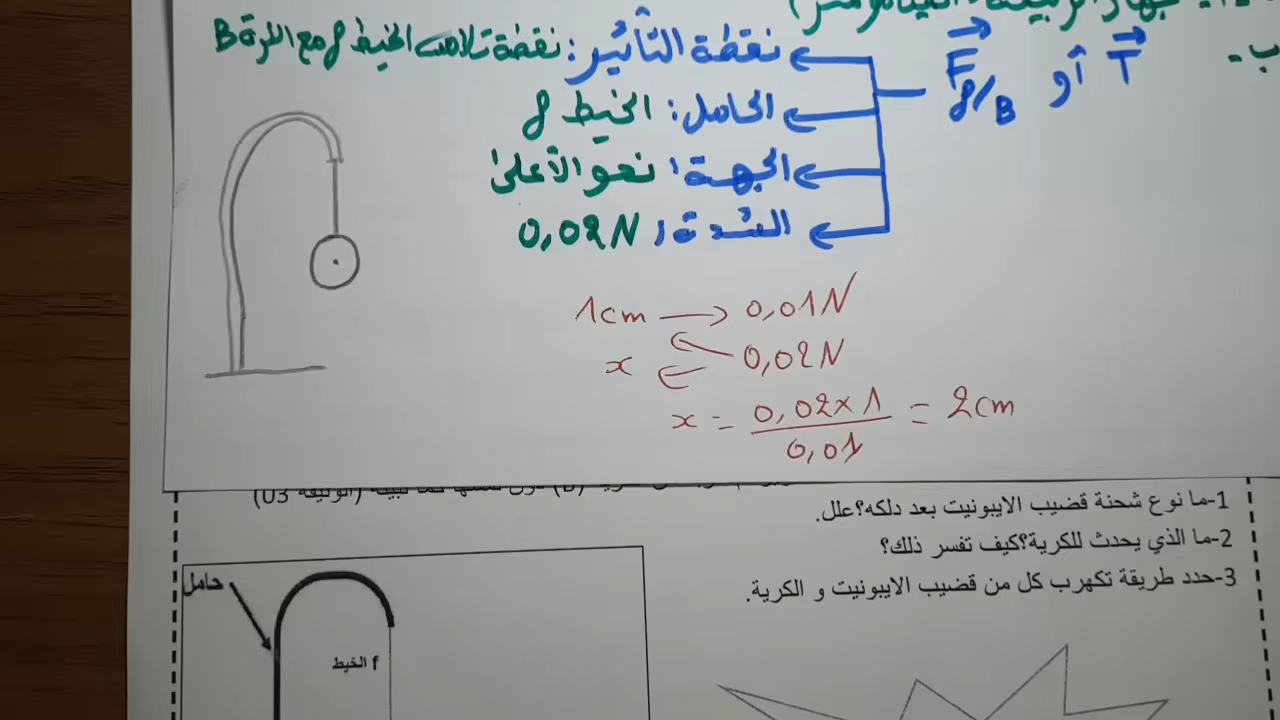 ب-
T أو F f/B
نقطة التأثير: نقطة تلامس الخيط f مع الكرة B
الحامل: الخيط f
الجهة: نحو الأعلى
الشدة: 0,02N
1cm → 0,01N
x ← 0,02N
x = 0,02×1 / 0,01 = 2cm
(الوثيقة 03)
1-ما نوع شحنة قضيب الايبونيت بعد دلكه؟علل.
2-ما الذي يحدث للكرية؟كيف تفسر ذلك؟
3-حدد طريقة تكهرب كل من قضيب الايبونيت و الكرية.
حامل
الخيط f